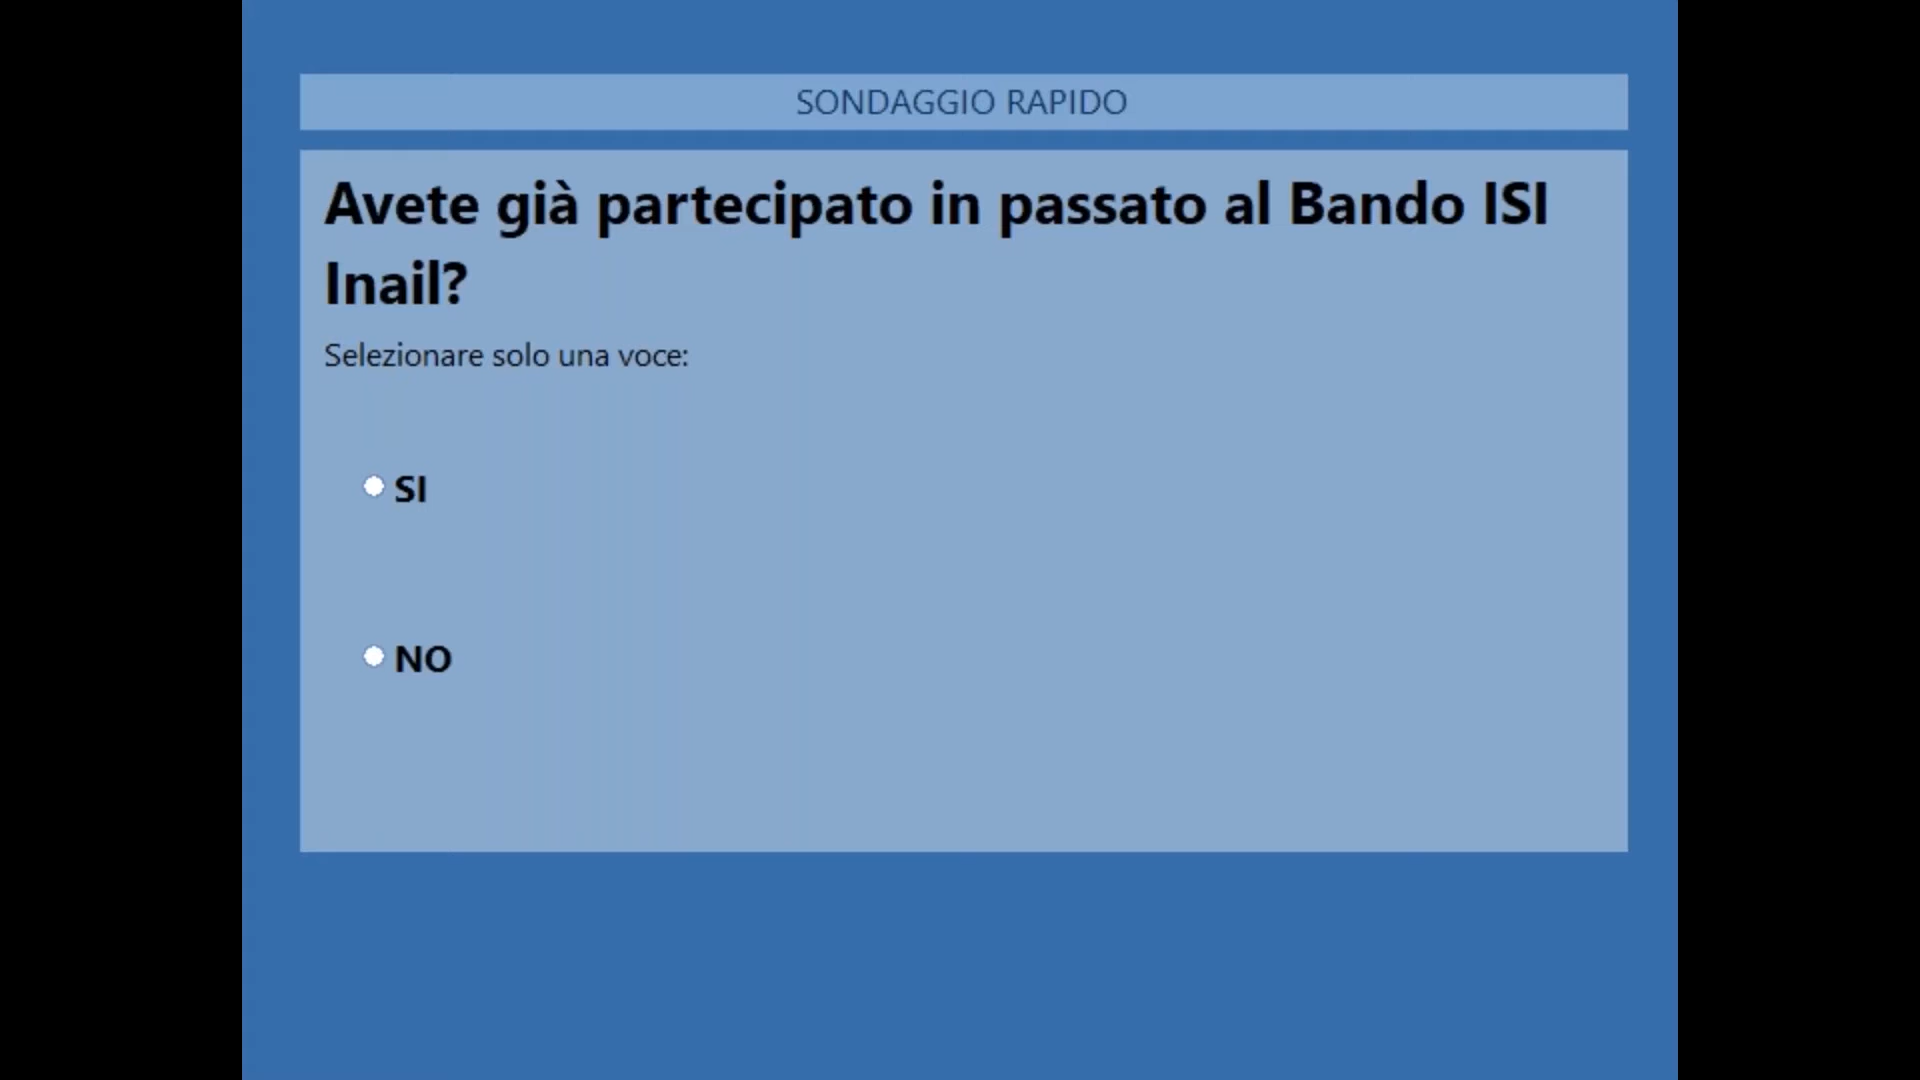 SONDAGGIO RAPIDO
Avete già partecipato in passato al Bando ISI
Inail?
Selezionare solo una voce:
SI
NO